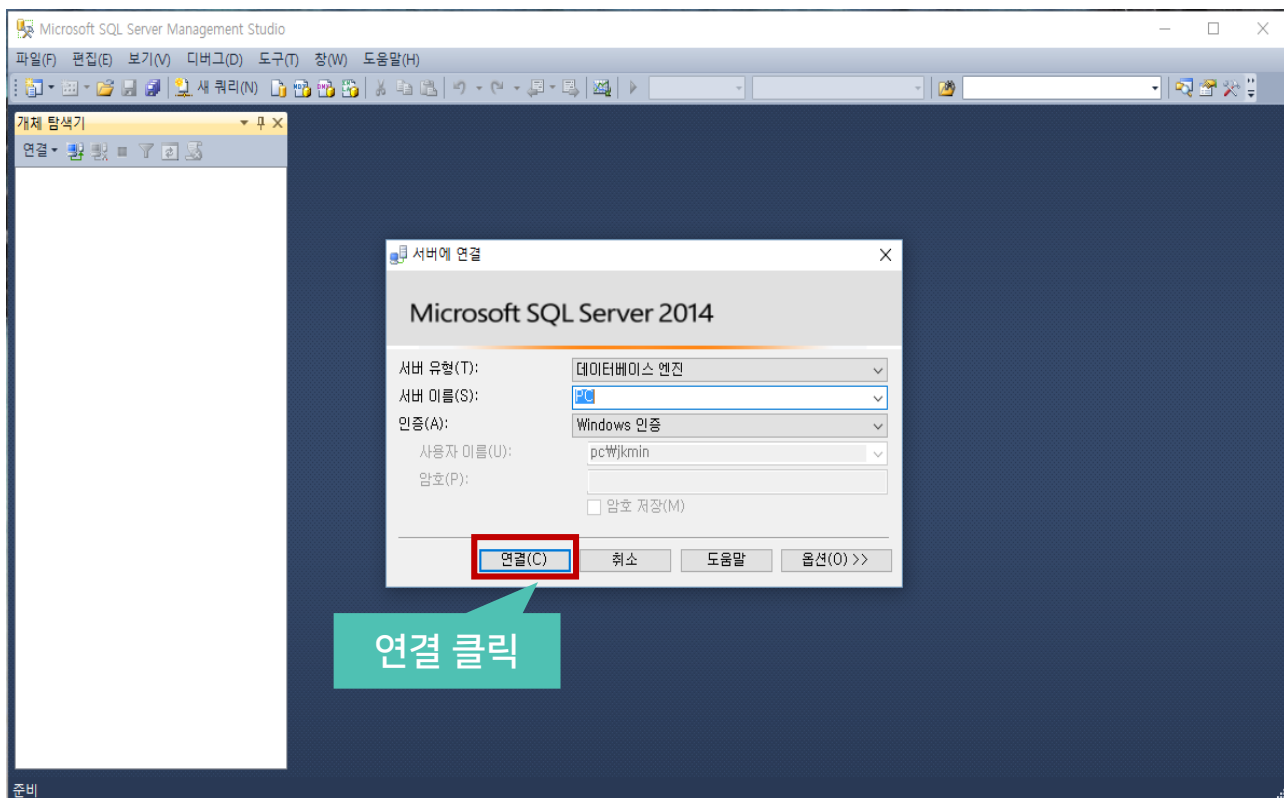 Microsoft SQL Server Management Studio
파일(F) 편집(E) 보기(V) 디버그(D) 도구(T) 창(W) 도움말(H)
새 쿼리(N)
개체 탐색기
연결
서버에 연결
Microsoft SQL Server 2014
서버 유형(T): 데이터베이스 엔진
서버 이름(S): PC
인증(A): Windows 인증
사용자 이름(U): pc₩jkmin
암호(P):
암호 저장(M)
연결(C) 취소 도움말 옵션(O) >>
연결 클릭
준비